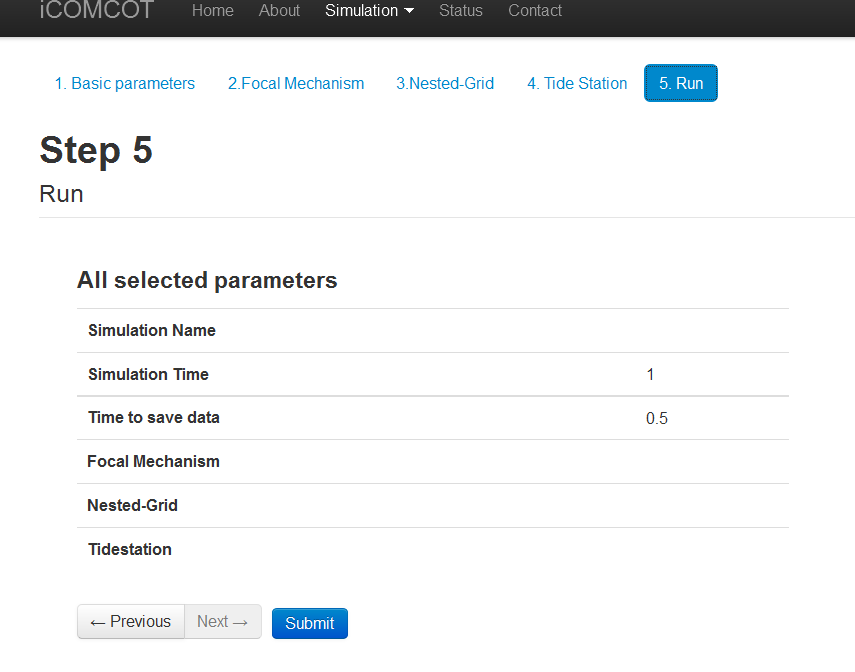 iCOMCOT Home About Simulation Status Contact
1. Basic parameters 2.Focal Mechanism 3.Nested-Grid 4. Tide Station 5. Run
Step 5
Run
All selected parameters
Simulation Name
Simulation Time 1
Time to save data 0.5
Focal Mechanism
Nested-Grid
Tidestation
← Previous Next → Submit